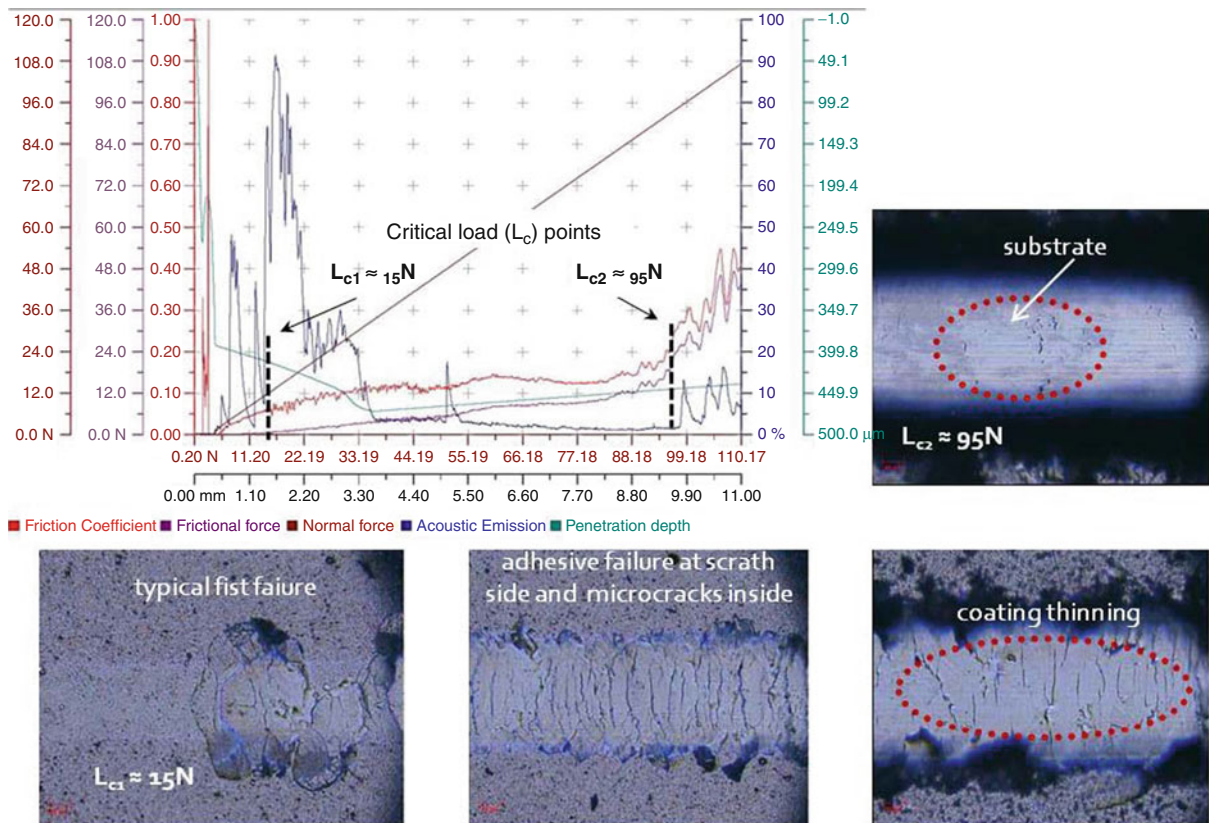 120.0 120.0 1.00 100 −1.0
108.0 108.0 0.90 90 49.1
96.0 96.0 0.80 80 99.2
84.0 84.0 0.70 70 149.3
72.0 72.0 0.60 60 199.4
60.0 60.0 0.50 50 249.5
48.0 48.0 0.40 40 299.6
36.0 36.0 0.30 30 349.7
24.0 24.0 0.20 20 399.8
12.0 12.0 0.10 10 449.9
0.0 N 0.0 N 0.00 0 % 500.0 µm
Critical load (Lc) points
Lc1 ≈ 15N
Lc2 ≈ 95N
0.20 N 11.20 22.19 33.19 44.19 55.19 66.18 77.18 88.18 99.18 110.17
0.00 mm 1.10 2.20 3.30 4.40 5.50 6.60 7.70 8.80 9.90 11.00
Friction Coefficient Frictional force Normal force Acoustic Emission Penetration depth
substrate
Lc2 ≈ 95N
typical fist faiure
Lc1 ≈ 15N
adhesive failure at scrath
side and microcracks inside
coating thinning